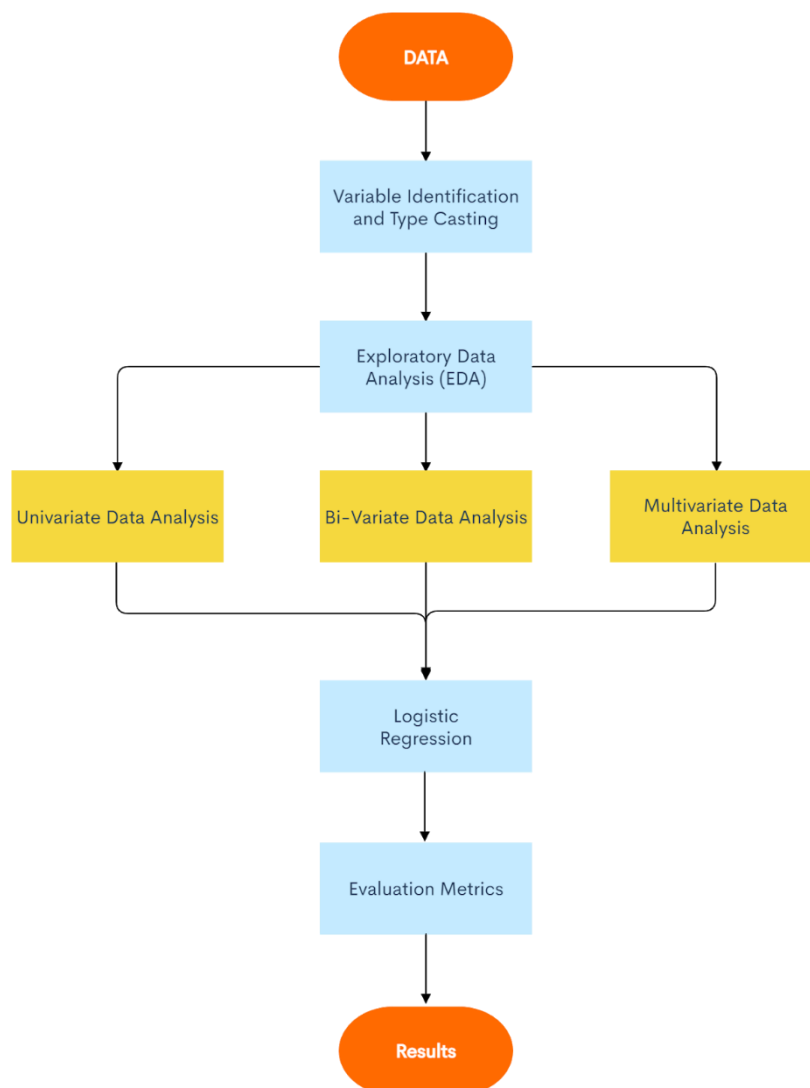 DATA
Variable Identification
and Type Casting
Exploratory Data
Analysis (EDA)
Univariate Data Analysis
Bi-Variate Data Analysis
Multivariate Data
Analysis
Logistic
Regression
Evaluation Metrics
Results